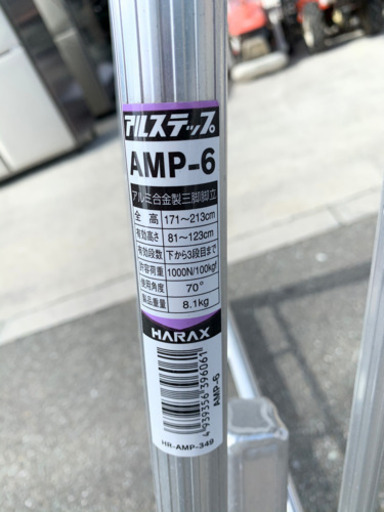 アルステップ
AMP-6
アルミ合金製三脚脚立
全高 171～213cm
有効高さ 81～123cm
有効段数 下から3段目まで
許容荷重 1000N/100kgf
使用角度 70°
製品重量 8.1kg
HARAX
4939356396061
AMP-6
HR-AMP-349